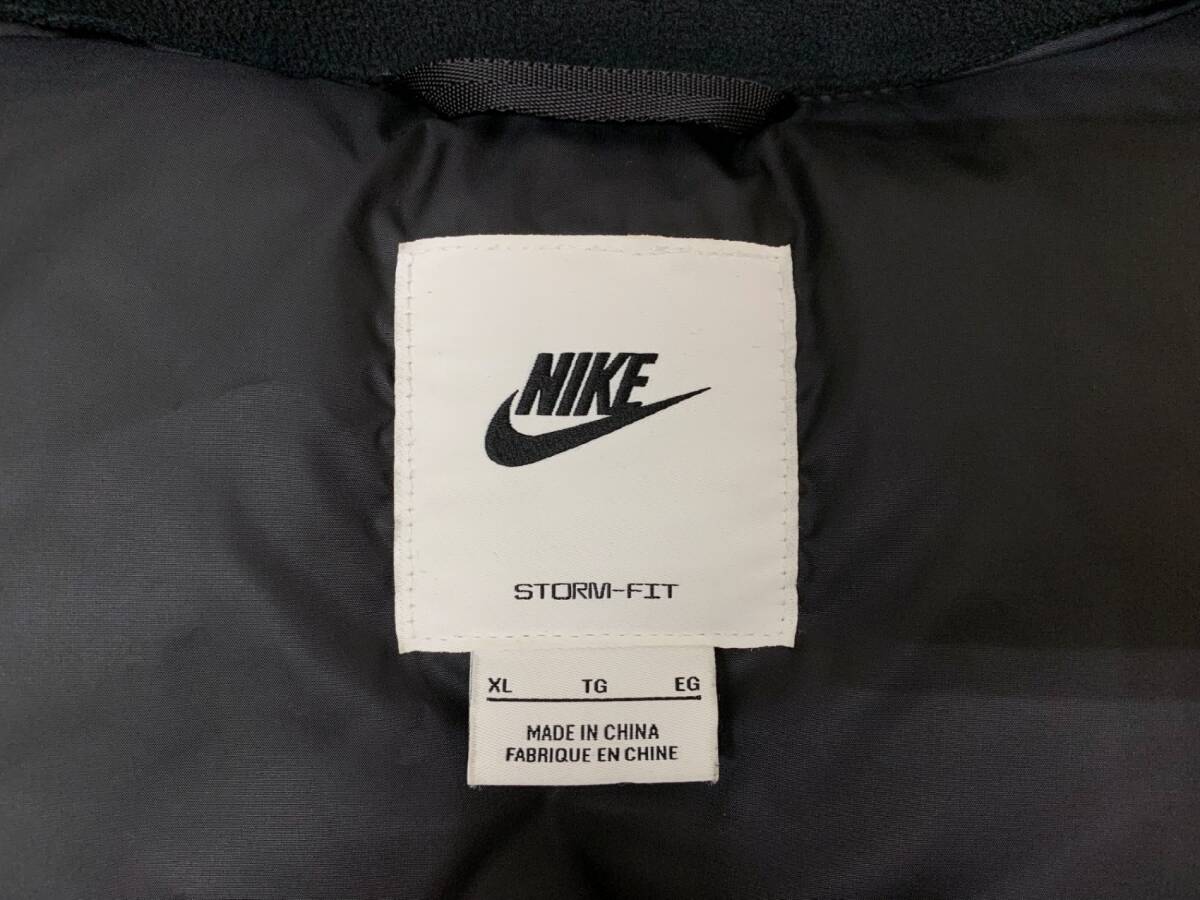 NIKE
STORM-FIT
XL TG EG
MADE IN CHINA
FABRIQUE EN CHINE